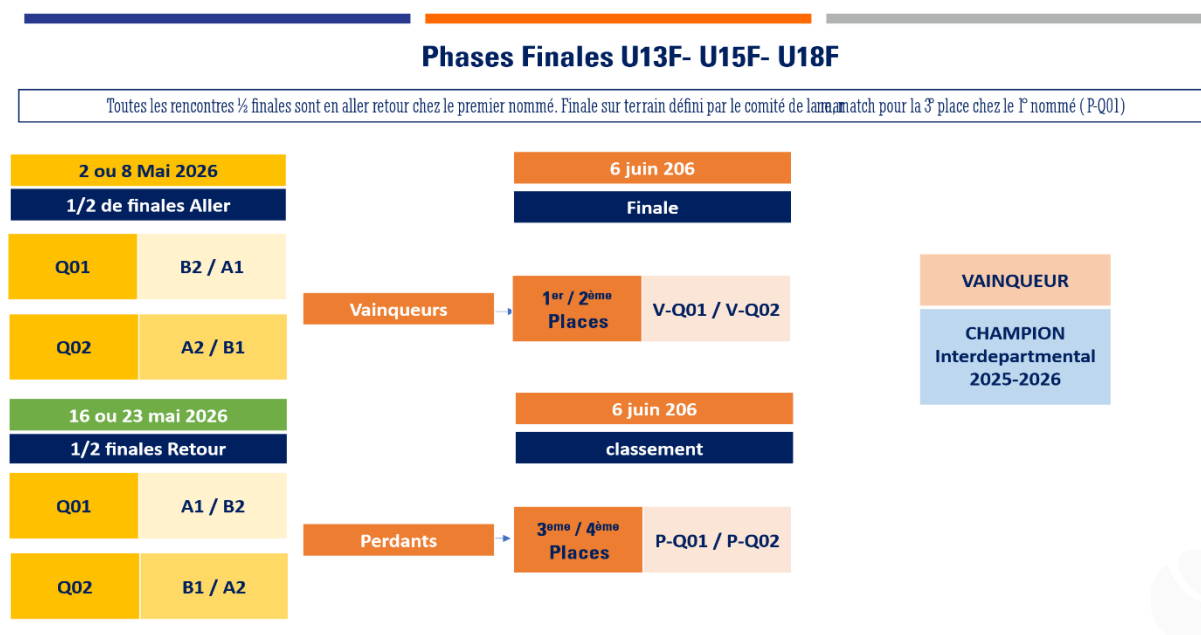 Phases Finales U13F- U15F- U18F
Toutes les rencontres ½ finales sont en aller retour chez le premier nommé. Finale sur terrain défini par le comité de match pour la 3° place chez le 1° nommé ( P-Q01)
2 ou 8 Mai 2026
1/2 de finales Aller
Q01 B2 / A1
Q02 A2 / B1
16 ou 23 mai 2026
1/2 finales Retour
Q01 A1 / B2
Q02 B1 / A2
Vainqueurs
Perdants
6 juin 206
Finale
1er / 2ème
Places
V-Q01 / V-Q02
6 juin 206
classement
3eme / 4ème
Places
P-Q01 / P-Q02
VAINQUEUR
CHAMPION
Interdepartmental
2025-2026